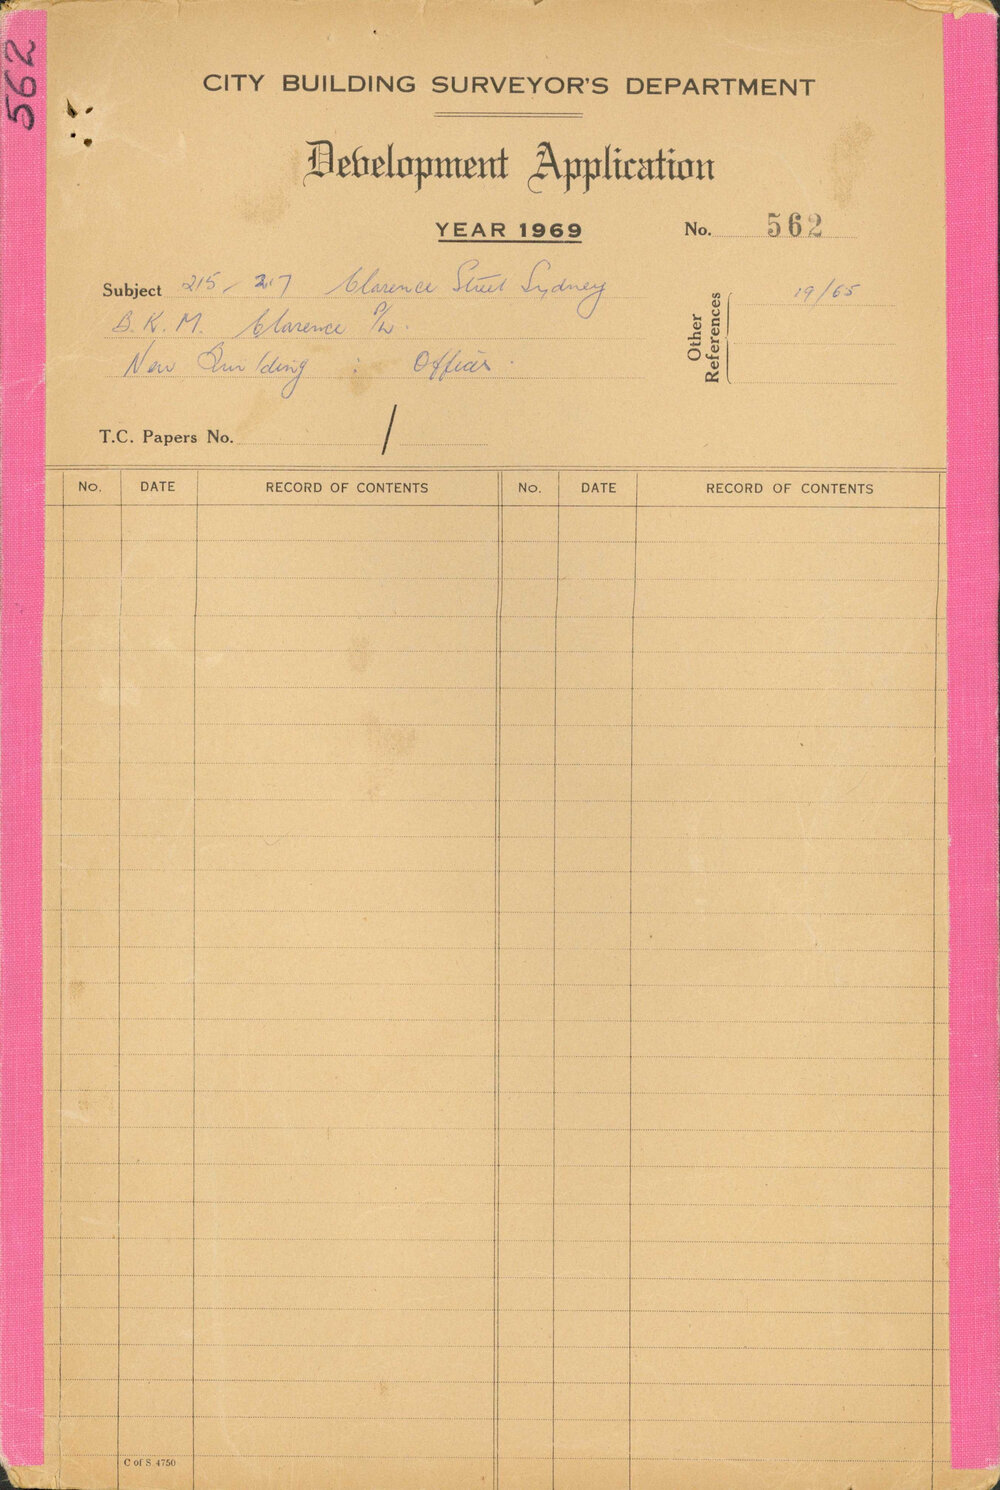 562
CITY BUILDING SURVEYOR'S DEPARTMENT
Development Application
YEAR 1969
No. 562
Subject 215-217 Clarence Street Sydney
B.K.M. Clarence P/L.
New Building : Offices.
Other References 19/65
T.C. Papers No. /
No. DATE RECORD OF CONTENTS No. DATE RECORD OF CONTENTS
C of S 4750